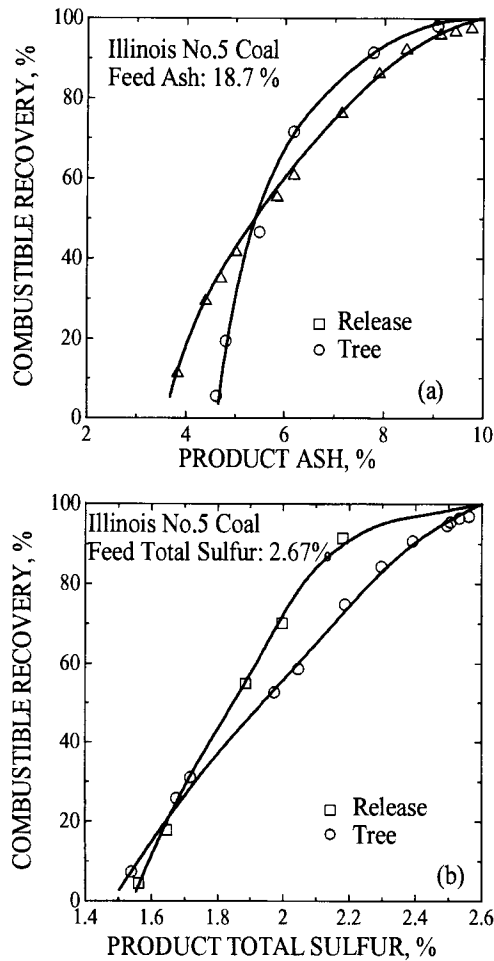 100
80
60
40
20
0
COMBUSTIBLE RECOVERY, %
Illinois No.5 Coal
Feed Ash: 18.7 %
Release
Tree
(a)
2
4
6
8
10
PRODUCT ASH, %
100
80
60
40
20
0
COMBUSTIBLE RECOVERY, %
Illinois No.5 Coal
Feed Total Sulfur: 2.67%
Release
Tree
(b)
1.4
1.6
1.8
2
2.2
2.4
2.6
PRODUCT TOTAL SULFUR, %